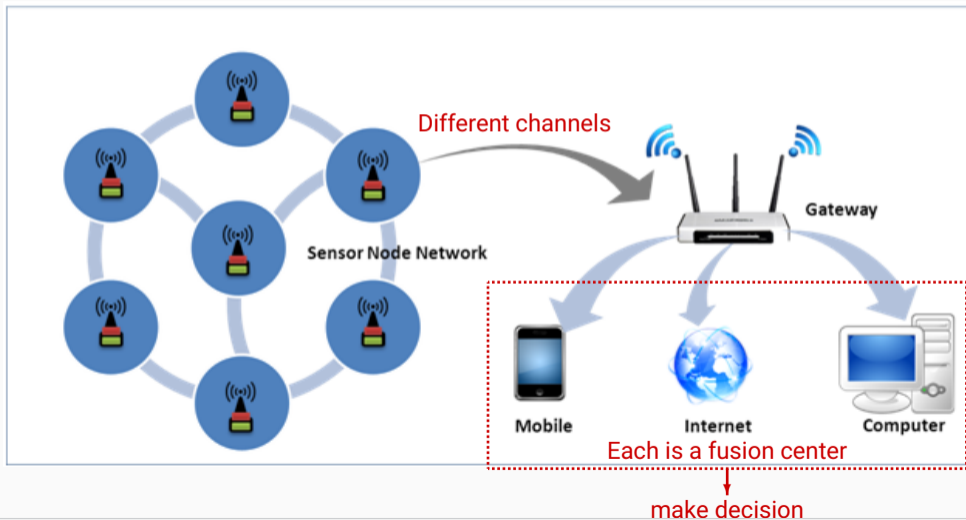 Different channels
Gateway
Sensor Node Network
Mobile
Internet
Computer
Each is a fusion center
make decision